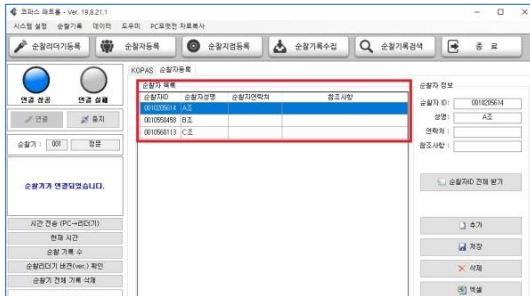 코파스 패트롤 - Ver. 19.8.21.1
시스템 설정 순찰기록 데이터 도우미 PC포맷전 자료복사
순찰리더기등록 순찰자등록 순찰지점등록 순찰기록수집 순찰기록검색 종 료
KOPAS 순찰자등록
연결 성공 연결 실패
연결 중지
순찰기 : 001 정문
순찰기가 연결되었습니다.
시간 전송 (PC→리더기)
현재 시간
순찰 기록 수
순찰리더기 버전(ver.) 확인
순찰기 전체 기록 삭제
순찰자 목록
순찰자ID 순찰자성명 순찰자연락처 참조사항
0010205614 A조
0010558458 B조
0010568113 C조
순찰자 정보
순찰자 ID: 0010205614
성명: A조
연락처 :
참조사항 :
순찰자ID 전체 받기
추가
저장
삭제
엑셀